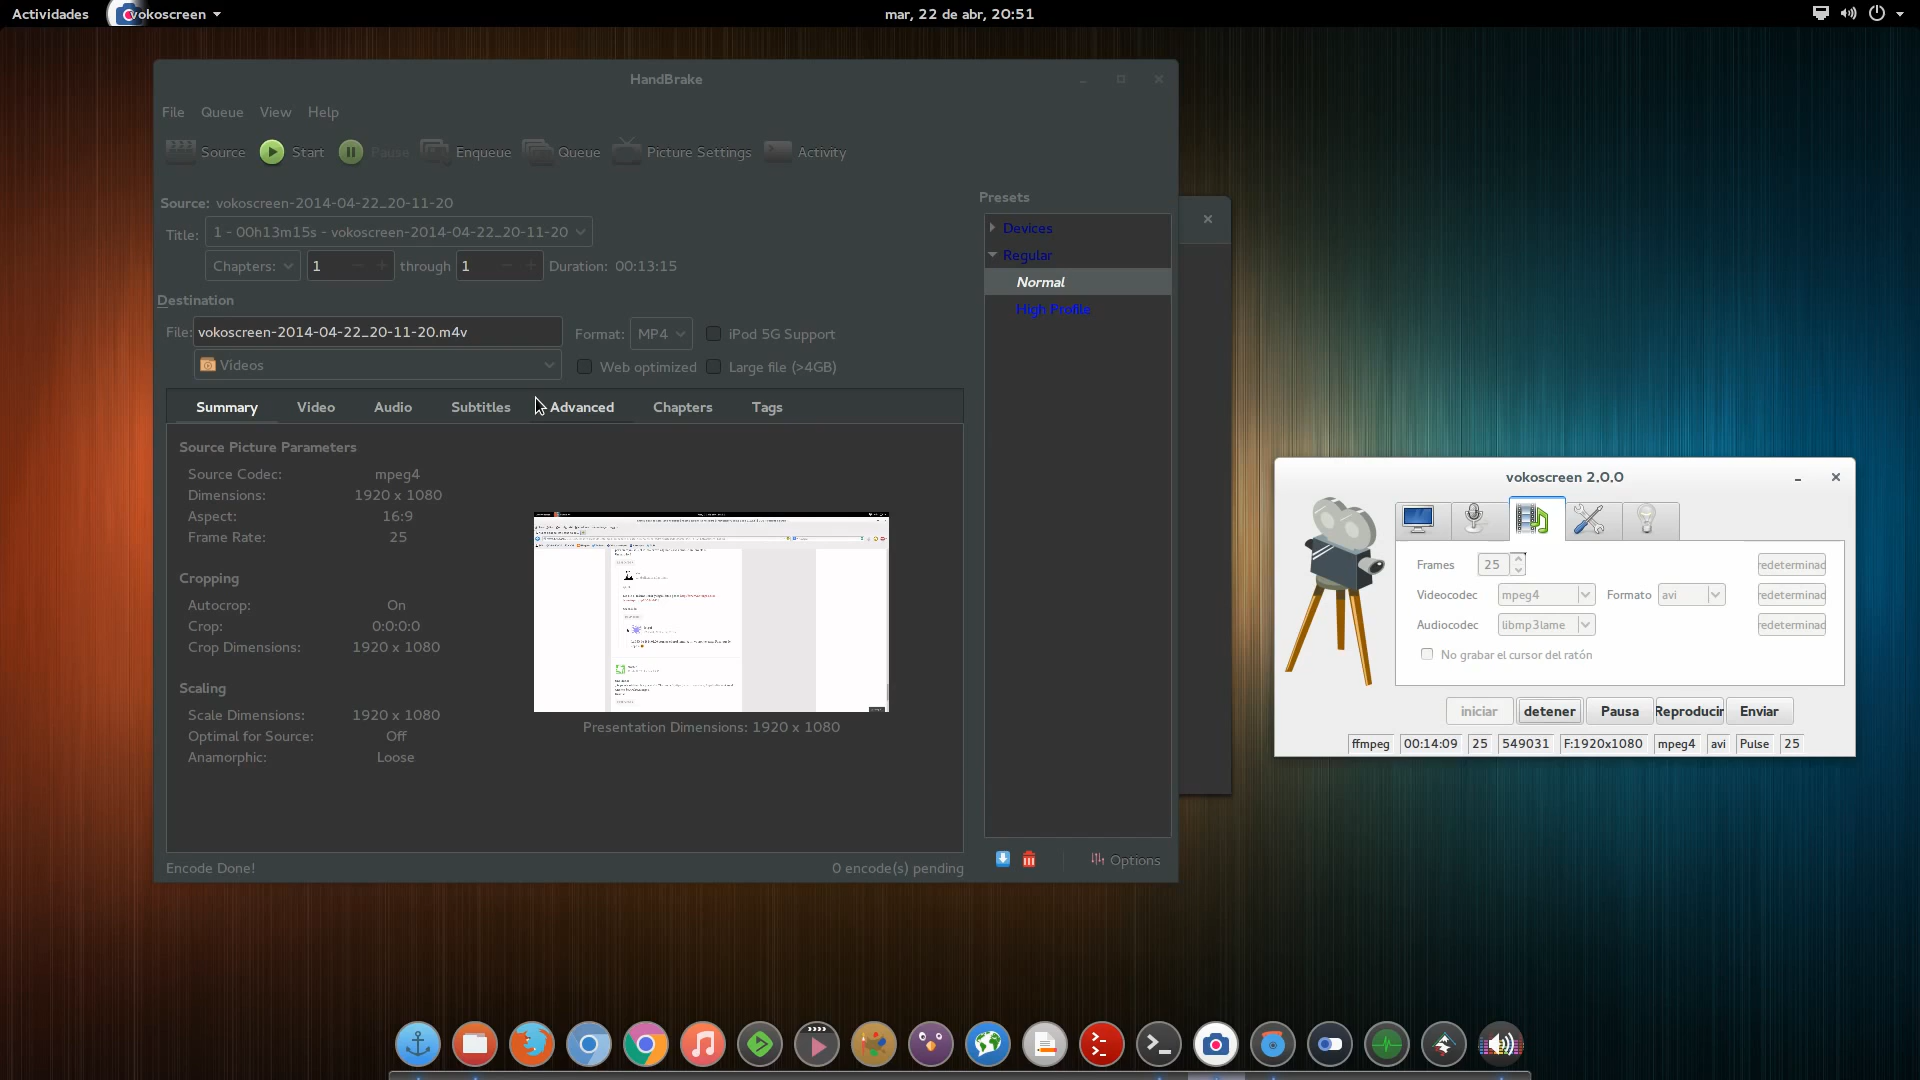 Actividades vokoscreen mar, 22 de abr, 20:51
HandBrake
File Queue View Help
Source Start Pause Enqueue Queue Picture Settings Activity
Source: vokoscreen-2014-04-22_20-11-20
Title: 1 - 00h13m15s - vokoscreen-2014-04-22_20-11-20
Chapters: 1 through 1 Duration: 00:13:15
Destination
File: vokoscreen-2014-04-22_20-11-20.m4v Format: MP4 iPod 5G Support
Vídeos Web optimized Large file (>4GB)
Summary Video Audio Subtitles Advanced Chapters Tags
Source Picture Parameters
Source Codec: mpeg4
Dimensions: 1920 x 1080
Aspect: 16:9
Frame Rate: 25
Cropping
Autocrop: On
Crop: 0:0:0:0
Crop Dimensions: 1920 x 1080
Scaling
Scale Dimensions: 1920 x 1080
Optimal for Source: Off
Anamorphic: Loose
Presentation Dimensions: 1920 x 1080
Encode Done! 0 encode(s) pending
Presets
Devices
Regular
Normal
High Profile
Options
vokoscreen 2.0.0
Frames 25 redeterminad
Videocodec mpeg4 Formato avi redeterminad
Audiocodec libmp3lame redeterminad
No grabar el cursor del ratón
iniciar detener Pausa Reproducir Enviar
ffmpeg 00:14:09 25 549031 F:1920x1080 mpeg4 avi Pulse 25